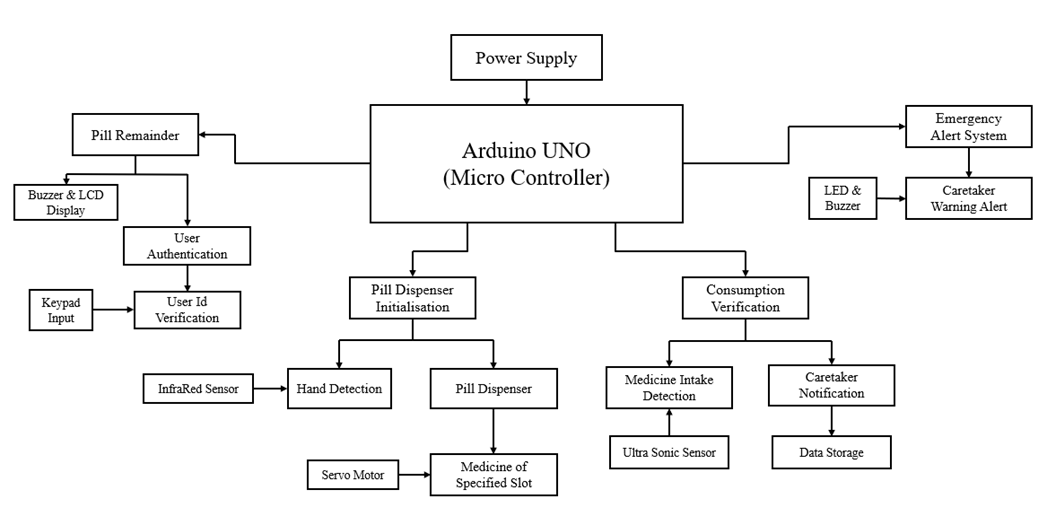 Power Supply
Pill Remainder
Arduino UNO
(Micro Controller)
Emergency
Alert System
Buzzer & LCD
Display
LED &
Buzzer
Caretaker
Warning Alert
User
Authentication
Keypad
Input
User Id
Verification
Pill Dispenser
Initialisation
Consumption
Verification
InfraRed Sensor
Hand Detection
Pill Dispenser
Medicine Intake
Detection
Caretaker
Notification
Servo Motor
Medicine of
Specified Slot
Ultra Sonic Sensor
Data Storage